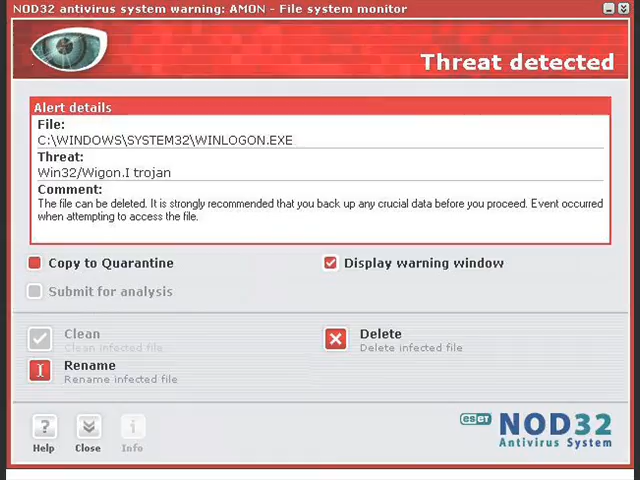 NOD32 antivirus system warning: AMON - File system monitor
Threat detected
Alert details
File:
C:\WINDOWS\SYSTEM32\WINLOGON.EXE
Threat:
Win32/Wigon.I trojan
Comment:
The file can be deleted. It is strongly recommended that you back up any crucial data before you proceed. Event occurred
when attempting to access the file.
Copy to Quarantine
Display warning window
Submit for analysis
Clean
Clean infected file
Delete
Delete infected file
Rename
Rename infected file
?
i
Help
Close
Info
eset
NOD32
Antivirus System